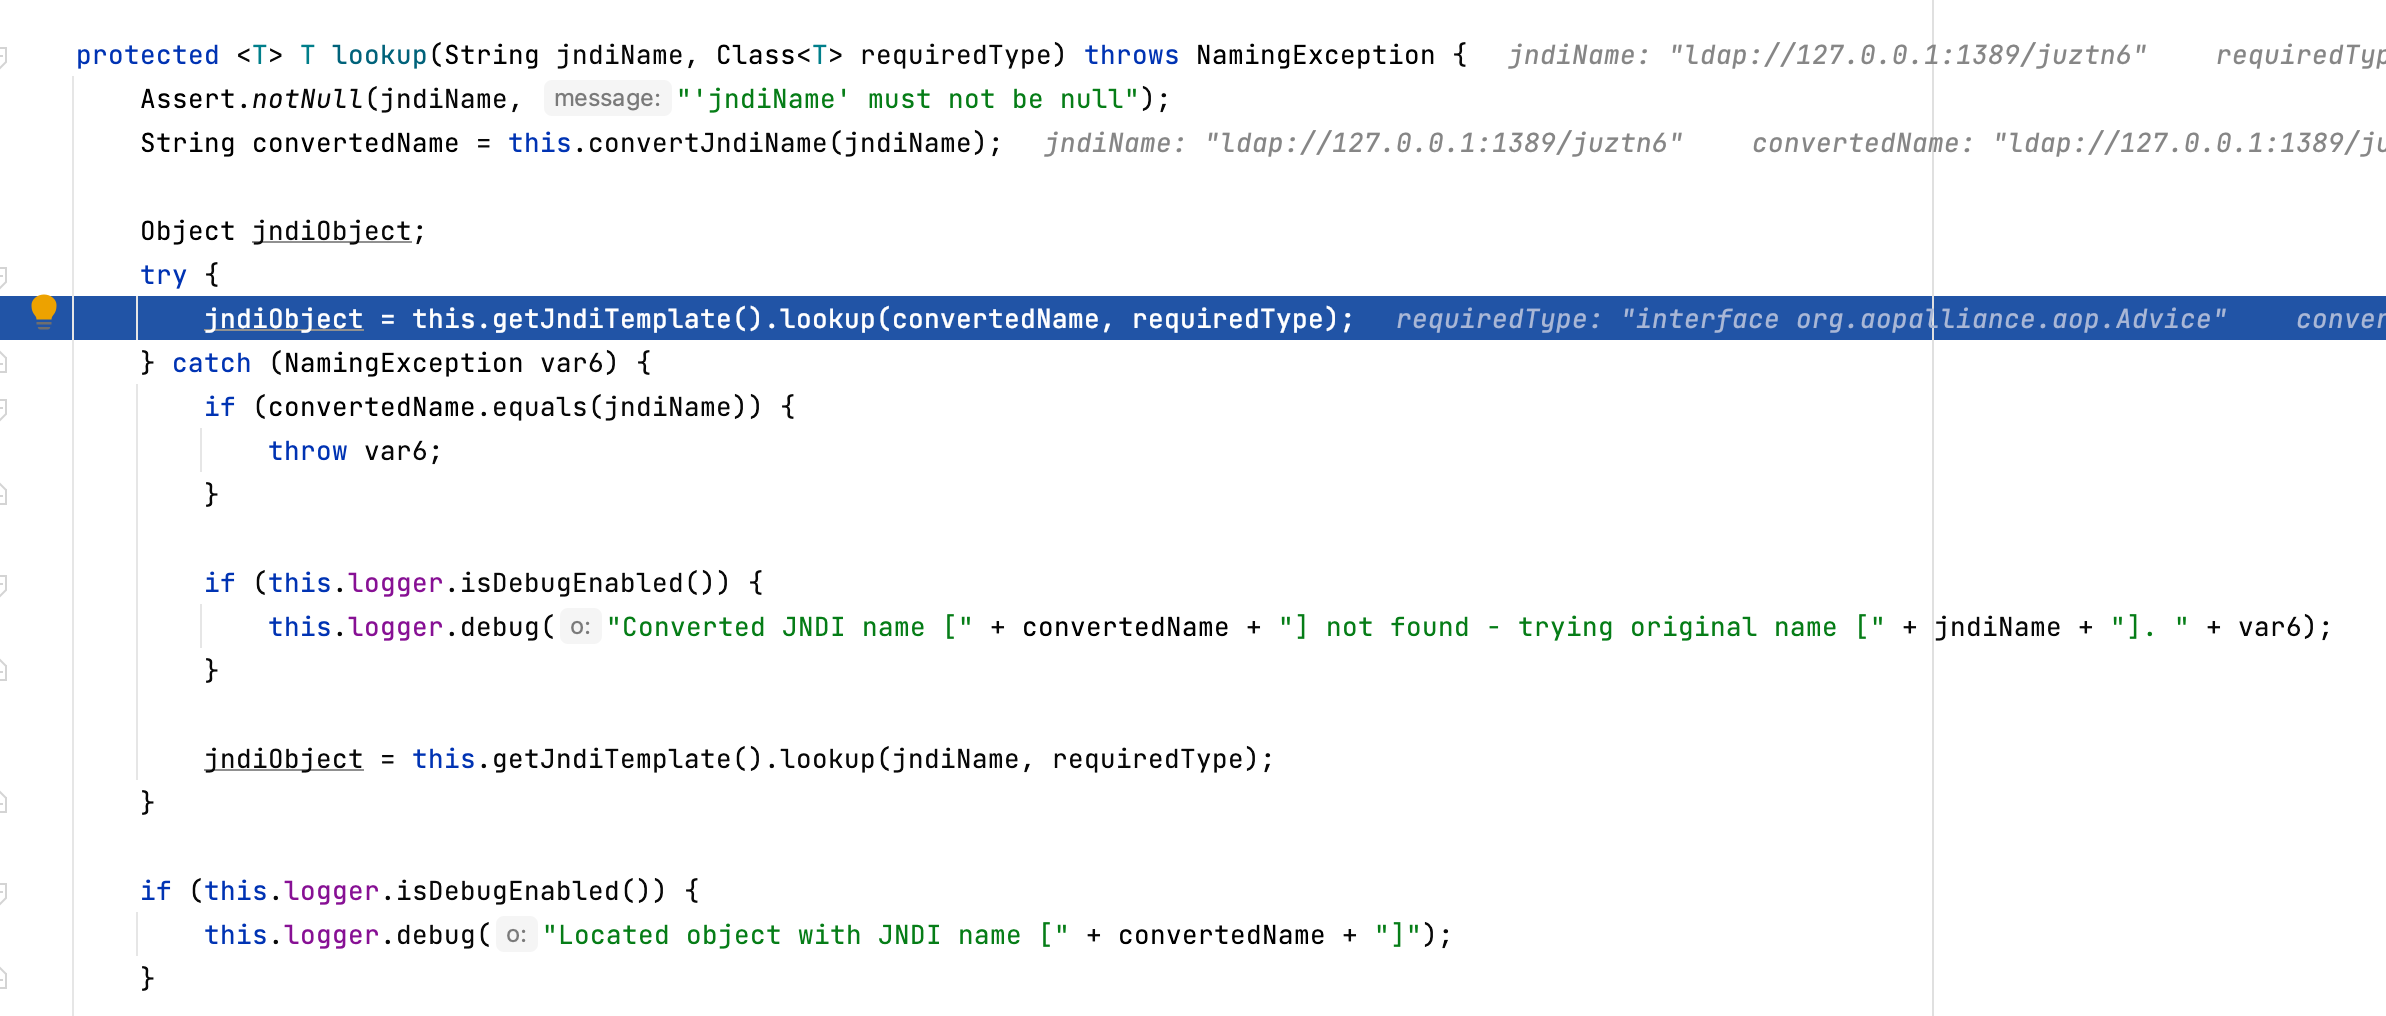 protected <T> T lookup(String jndiName, Class<T> requiredType) throws NamingException {   jndiName: "ldap://127.0.0.1:1389/juztn6"    requiredTyp
Assert.notNull(jndiName, message: "'jndiName' must not be null");
String convertedName = this.convertJndiName(jndiName);   jndiName: "ldap://127.0.0.1:1389/juztn6"    convertedName: "ldap://127.0.0.1:1389/ju
Object jndiObject;
try {
jndiObject = this.getJndiTemplate().lookup(convertedName, requiredType);   requiredType: "interface org.aopalliance.aop.Advice"    conver
} catch (NamingException var6) {
if (convertedName.equals(jndiName)) {
throw var6;
}
if (this.logger.isDebugEnabled()) {
this.logger.debug( o: "Converted JNDI name [" + convertedName + "] not found - trying original name [" + jndiName + "]. " + var6);
}
jndiObject = this.getJndiTemplate().lookup(jndiName, requiredType);
}
if (this.logger.isDebugEnabled()) {
this.logger.debug( o: "Located object with JNDI name [" + convertedName + "]");
}